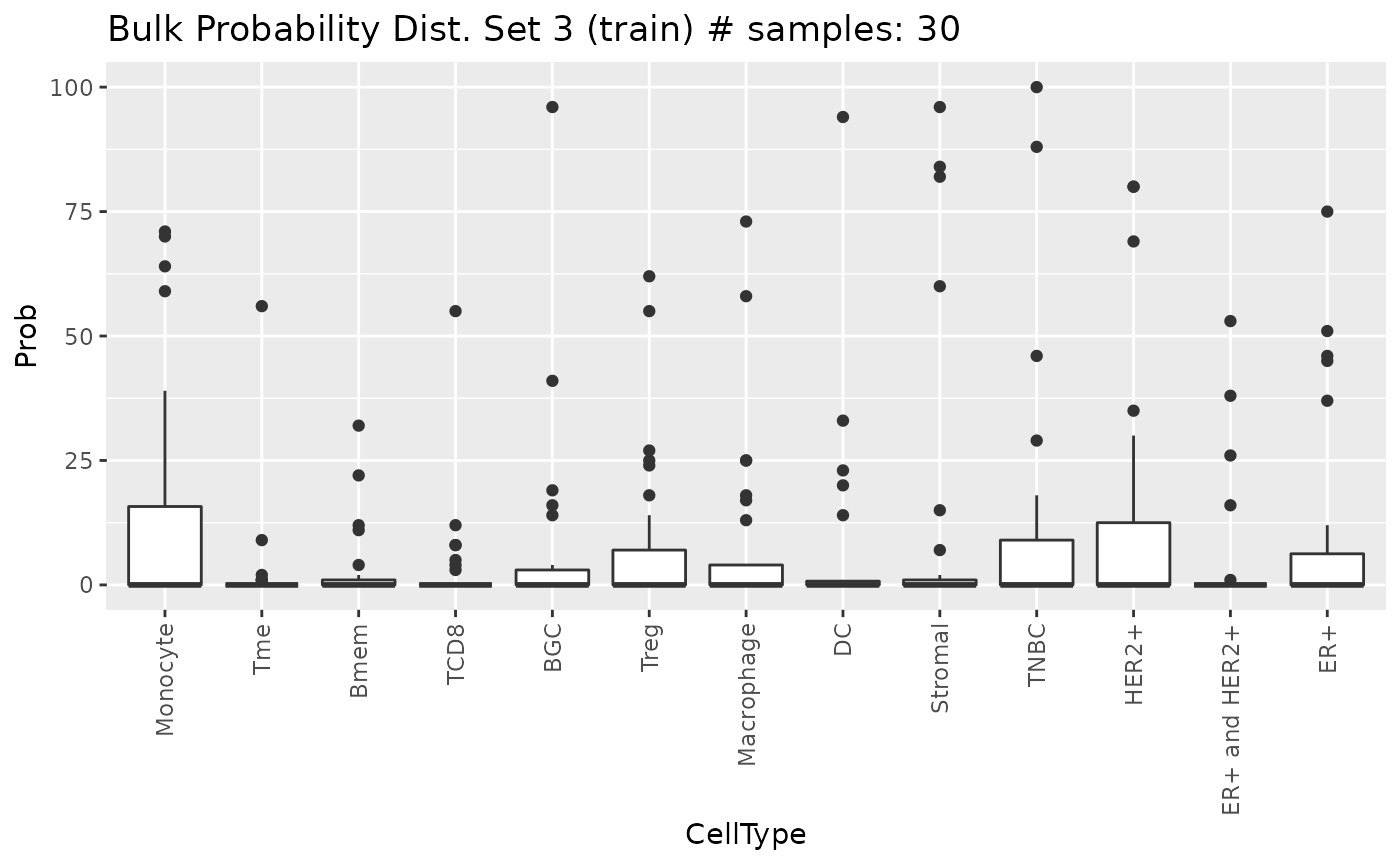 Bulk Probability Dist. Set 3 (train) # samples: 30
100
75
50
25
0
Prob
Monocyte
Tme
Bmem
TCD8
BGC
Treg
Macrophage
DC
Stromal
TNBC
HER2+
ER+ and HER2+
ER+
CellType